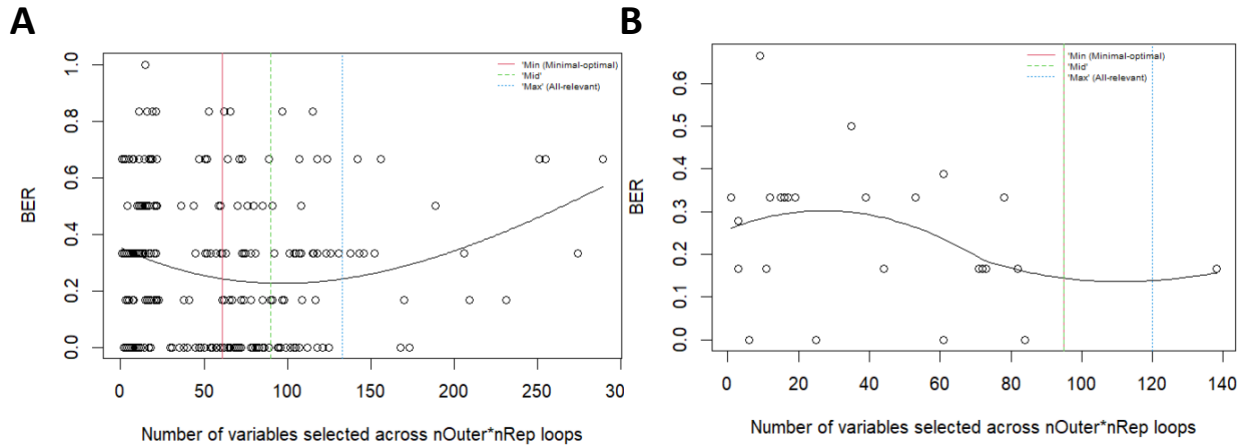 A
B
'Min (Minimal-optimal)
'Mid'
'Max' (All-relevant)
BER
0.0 0.2 0.4 0.6 0.8 1.0
0 50 100 150 200 250 30
Number of variables selected across nOuter*nRep loops
'Min (Minimal-optimal)
'Mid'
'Max' (All-relevant)
BER
0.0 0.1 0.2 0.3 0.4 0.5 0.6
0 20 40 60 80 100 120 140
Number of variables selected across nOuter*nRep loops